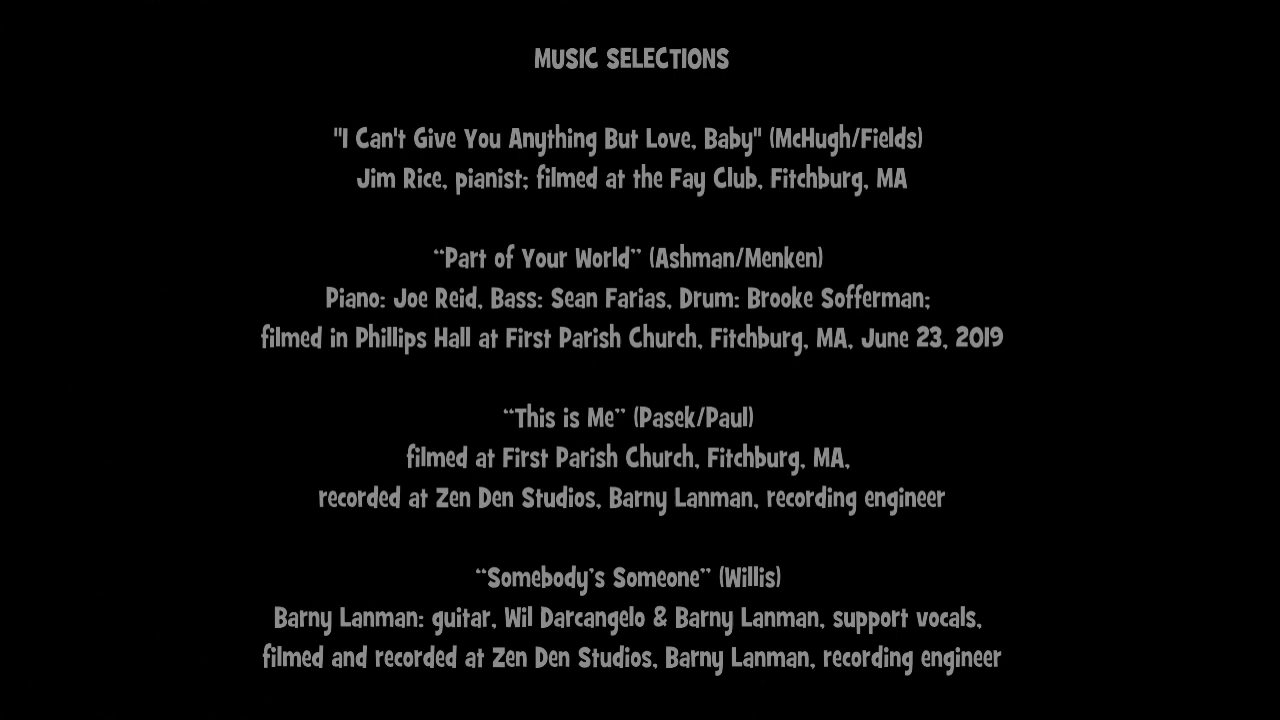 MUSIC SELECTIONS
"I Can't Give You Anything But Love, Baby" (McHugh/Fields)
Jim Rice, pianist; filmed at the Fay Club, Fitchburg, MA
“Part of Your World” (Ashman/Menken)
Piano: Joe Reid, Bass: Sean Farias, Drum: Brooke Sofferman;
filmed in Phillips Hall at First Parish Church, Fitchburg, MA, June 23, 2019
“This is Me” (Pasek/Paul)
filmed at First Parish Church, Fitchburg, MA,
recorded at Zen Den Studios, Barny Lanman, recording engineer
“Somebody’s Someone” (Willis)
Barny Lanman: guitar, Wil Darcangelo & Barny Lanman, support vocals,
filmed and recorded at Zen Den Studios, Barny Lanman, recording engineer